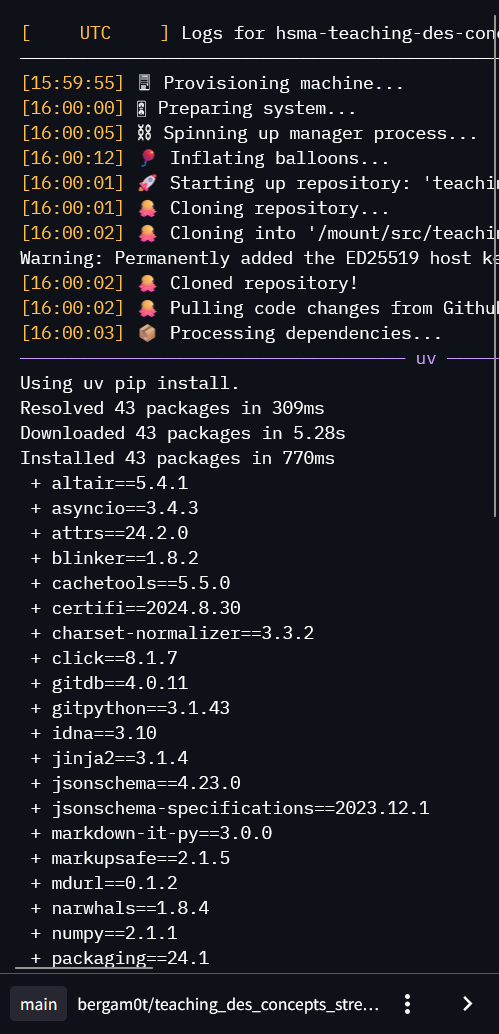 [ UTC ] Logs for hsma-teaching-des-con
[15:59:55] Provisioning machine...
[16:00:00] Preparing system...
[16:00:05] Spinning up manager process...
[16:00:12] Inflating balloons...
[16:00:01] Starting up repository: 'teachin
[16:00:01] Cloning repository...
[16:00:02] Cloning into '/mount/src/teachin
Warning: Permanently added the ED25519 host ke
[16:00:02] Cloned repository!
[16:00:02] Pulling code changes from Github
[16:00:03] Processing dependencies...
uv
Using uv pip install.
Resolved 43 packages in 309ms
Downloaded 43 packages in 5.28s
Installed 43 packages in 770ms
+ altair==5.4.1
+ asyncio==3.4.3
+ attrs==24.2.0
+ blinker==1.8.2
+ cachetools==5.5.0
+ certifi==2024.8.30
+ charset-normalizer==3.3.2
+ click==8.1.7
+ gitdb==4.0.11
+ gitpython==3.1.43
+ idna==3.10
+ jinja2==3.1.4
+ jsonschema==4.23.0
+ jsonschema-specifications==2023.12.1
+ markdown-it-py==3.0.0
+ markupsafe==2.1.5
+ mdurl==0.1.2
+ narwhals==1.8.4
+ numpy==2.1.1
+ packaging==24.1
main bergam0t/teaching_des_concepts_stre...